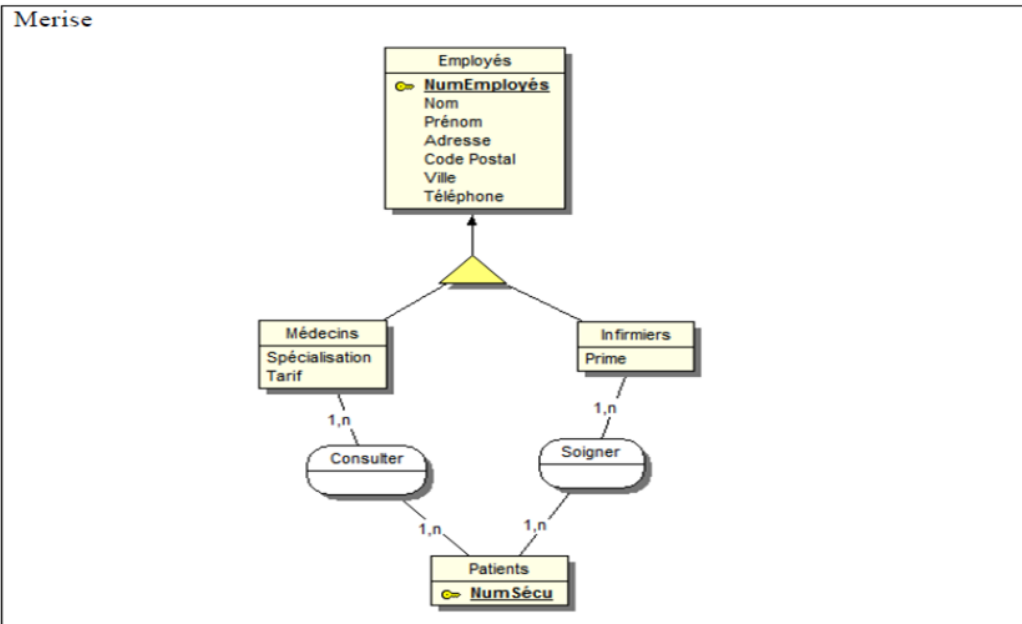 Merise
Employés
NumEmployés
Nom
Prénom
Adresse
Code Postal
Ville
Téléphone
Médecins
Spécialisation
Tarif
Infirmiers
Prime
1,n
1,n
Consulter
Soigner
1,n
1,n
Patients
NumSécu